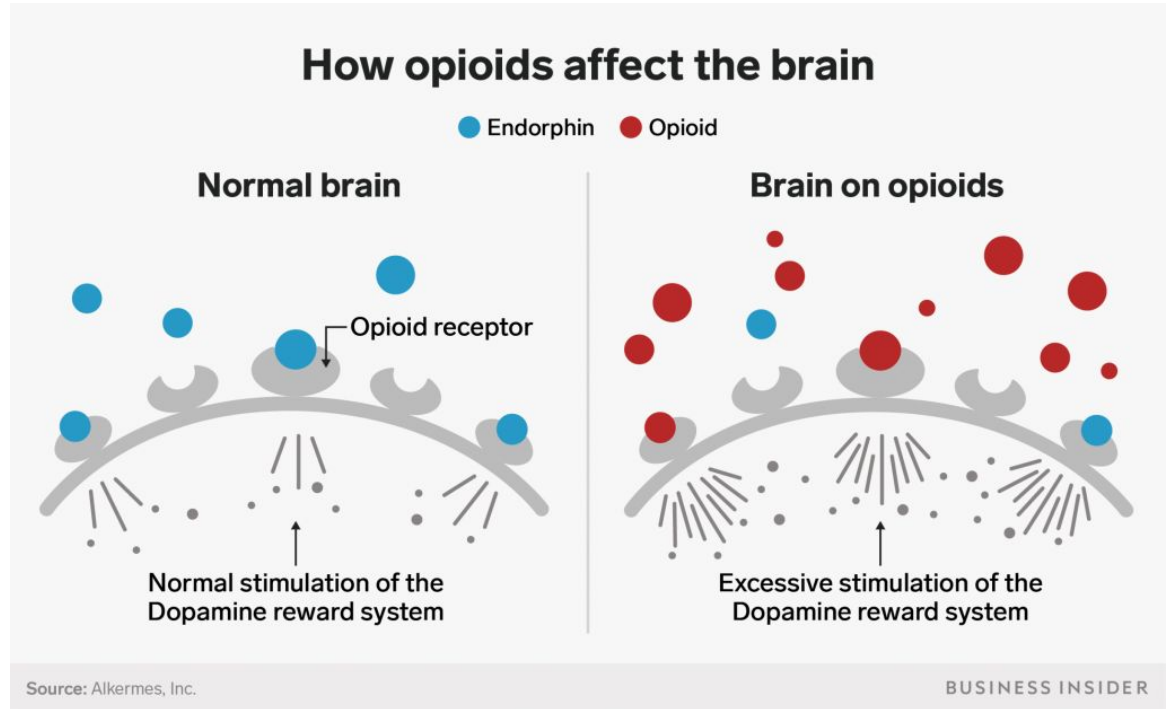 How opioids affect the brain
Endorphin
Opioid
Normal brain
Opioid receptor
Normal stimulation of the
Dopamine reward system
Brain on opioids
Excessive stimulation of the
Dopamine reward system
Source: Alkermes, Inc.
BUSINESS INSIDER